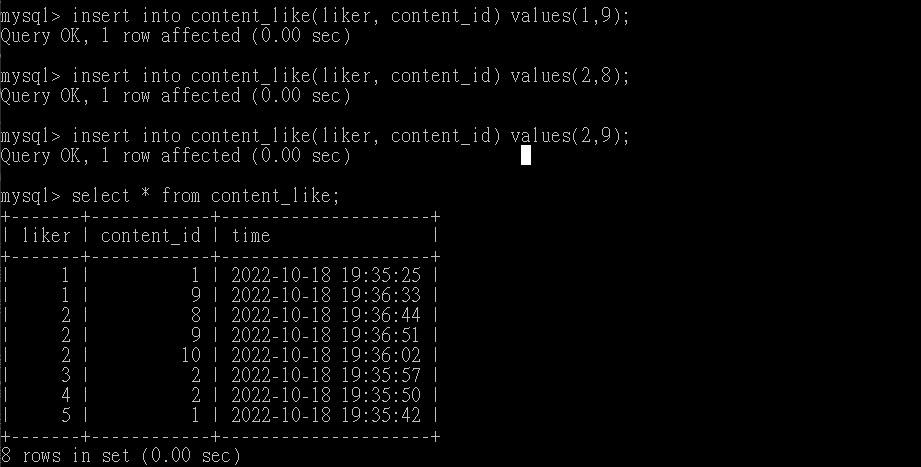 mysql> insert into content_like(liker, content_id) values(1,9);
Query OK, 1 row affected (0.00 sec)
mysql> insert into content_like(liker, content_id) values(2,8);
Query OK, 1 row affected (0.00 sec)
mysql> insert into content_like(liker, content_id) values(2,9);
Query OK, 1 row affected (0.00 sec)
mysql> select * from content_like;
+-------+------------+---------------------+
| liker | content_id | time                |
+-------+------------+---------------------+
|     1 |          1 | 2022-10-18 19:35:25 |
|     1 |          9 | 2022-10-18 19:36:33 |
|     2 |          8 | 2022-10-18 19:36:44 |
|     2 |          9 | 2022-10-18 19:36:51 |
|     2 |         10 | 2022-10-18 19:36:02 |
|     3 |          2 | 2022-10-18 19:35:57 |
|     4 |          2 | 2022-10-18 19:35:50 |
|     5 |          1 | 2022-10-18 19:35:42 |
+-------+------------+---------------------+
8 rows in set (0.00 sec)